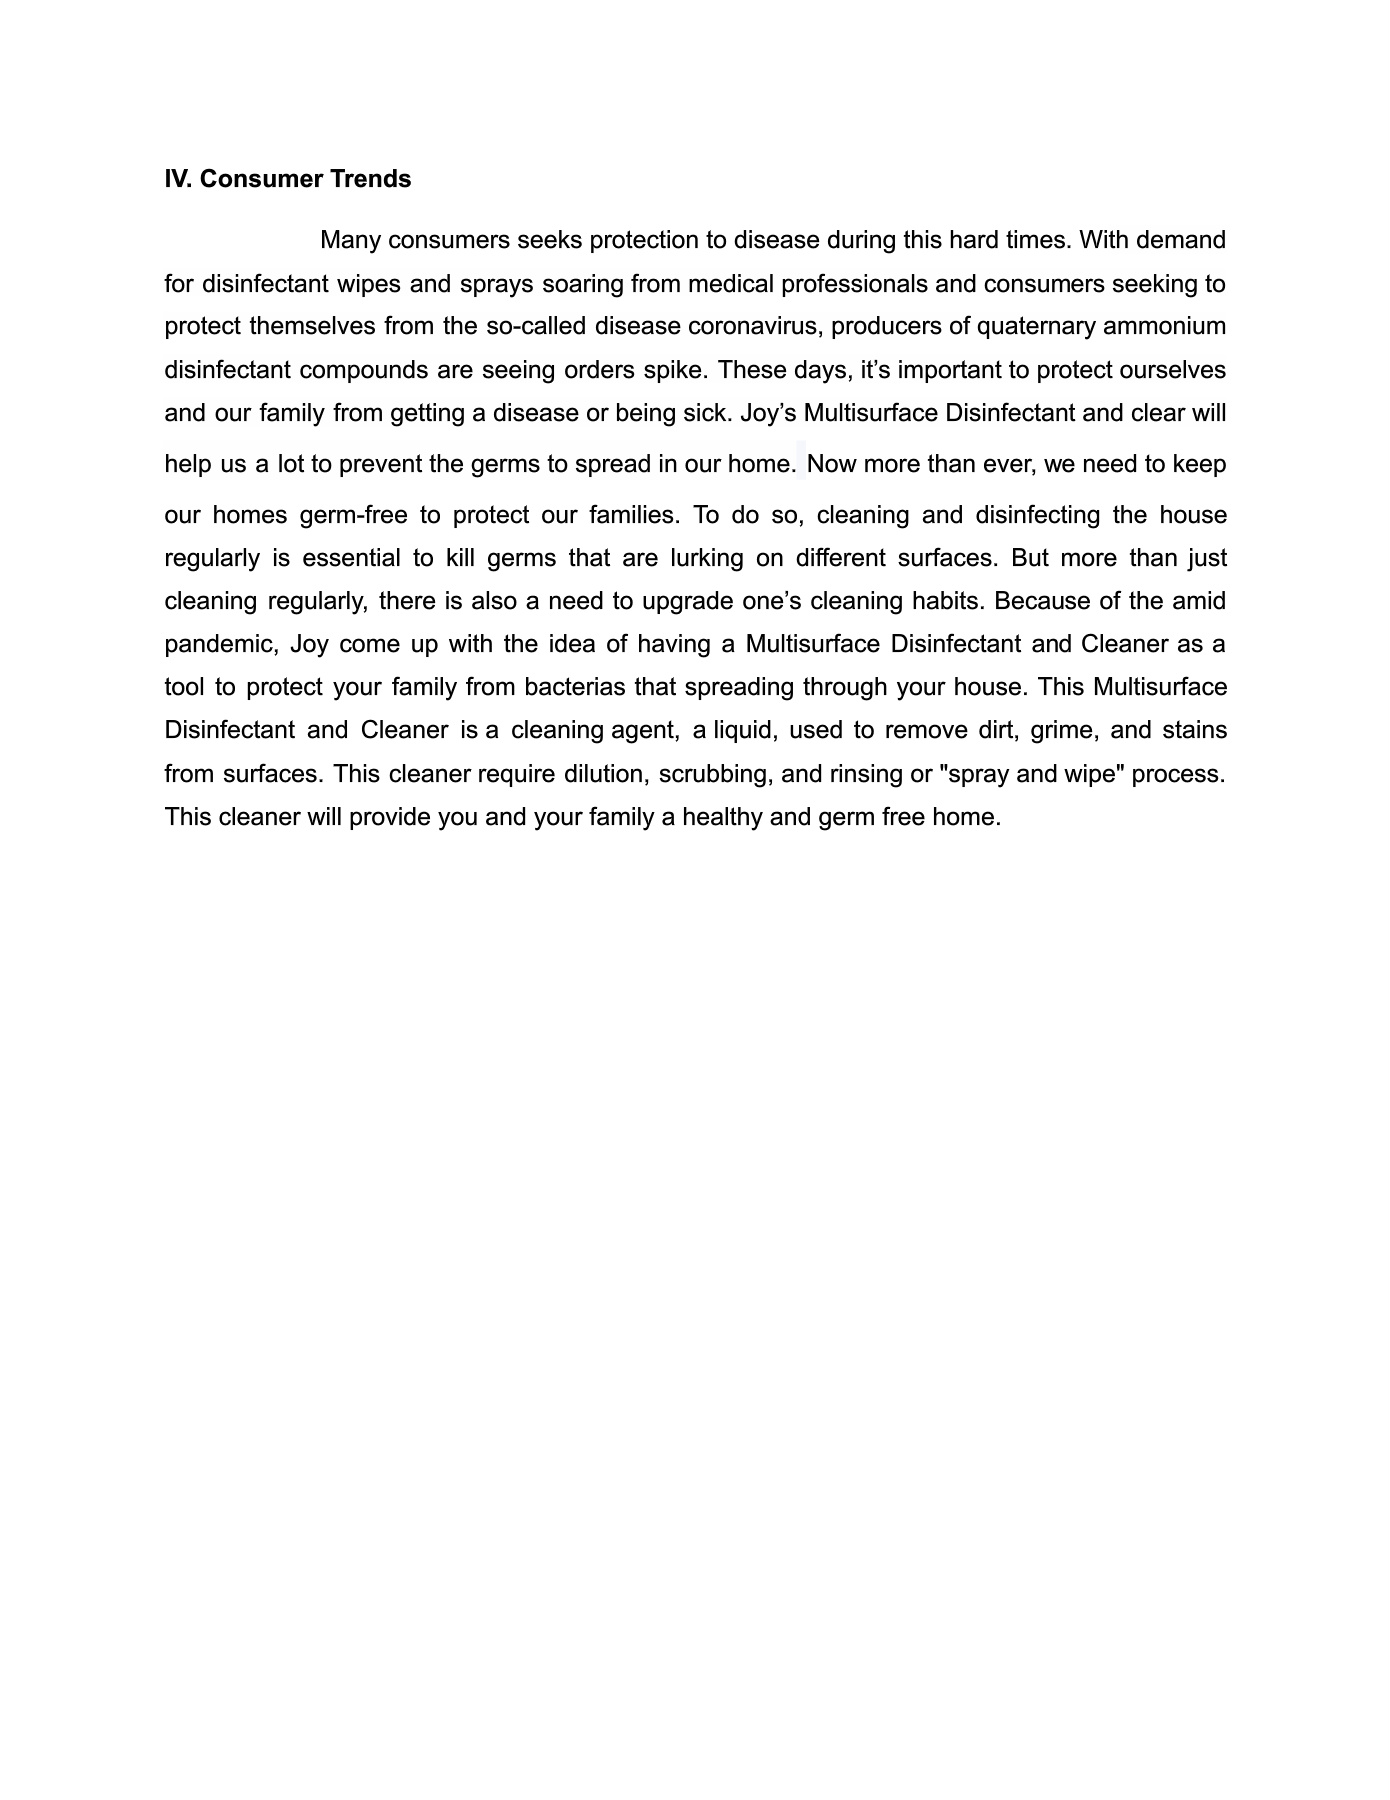 IV. Consumer Trends
Many consumers seeks protection to disease during this hard times. With demand
for disinfectant wipes and sprays soaring from medical professionals and consumers seeking to
protect themselves from the so-called disease coronavirus, producers of quaternary ammonium
disinfectant compounds are seeing orders spike. These days, it’s important to protect ourselves
and our family from getting a disease or being sick. Joy’s Multisurface Disinfectant and clear will
help us a lot to prevent the germs to spread in our home. Now more than ever, we need to keep
our homes germ-free to protect our families. To do so, cleaning and disinfecting the house
regularly is essential to kill germs that are lurking on different surfaces. But more than just
cleaning regularly, there is also a need to upgrade one’s cleaning habits. Because of the amid
pandemic, Joy come up with the idea of having a Multisurface Disinfectant and Cleaner as a
tool to protect your family from bacterias that spreading through your house. This Multisurface
Disinfectant and Cleaner is a cleaning agent, a liquid, used to remove dirt, grime, and stains
from surfaces. This cleaner require dilution, scrubbing, and rinsing or "spray and wipe" process.
This cleaner will provide you and your family a healthy and germ free home.